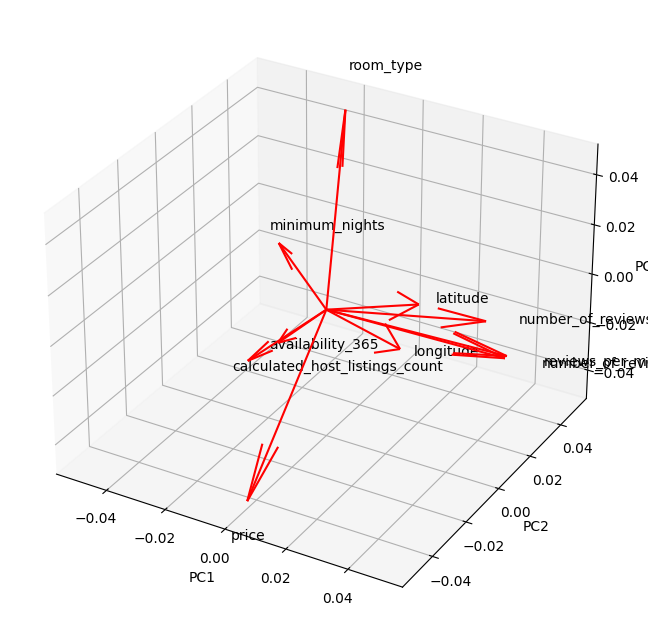 room_type
0.04
minimum_nights
0.02
PC
0.00
latitude
number_of_reviews
−0.02
availability_365
longitude
calculated_host_listings_count
−0.04
0.04
0.02
0.00
−0.02
−0.04
PC2
price
−0.04
−0.02
0.00
0.02
0.04
PC1